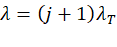 λ = (j + 1)λ_T